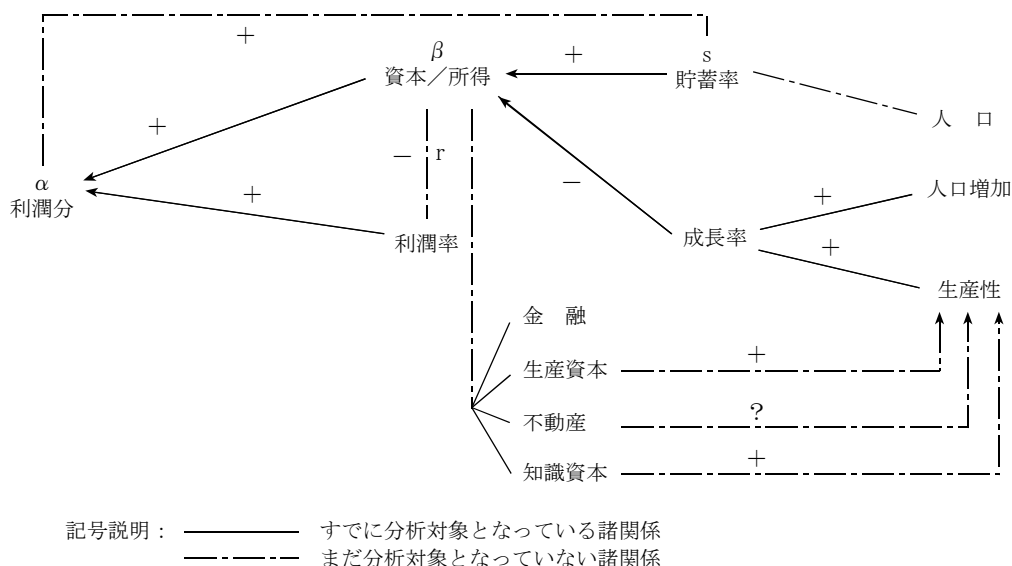 +
β
資本／所得
+
s
貯蓄率
人　口
+
− r
α
利潤分
+
利潤率
−
成長率
+
人口増加
+
生産性
金　融
生産資本
+
不動産
？
知識資本
+
記号説明： すでに分析対象となっている諸関係
まだ分析対象となっていない諸関係